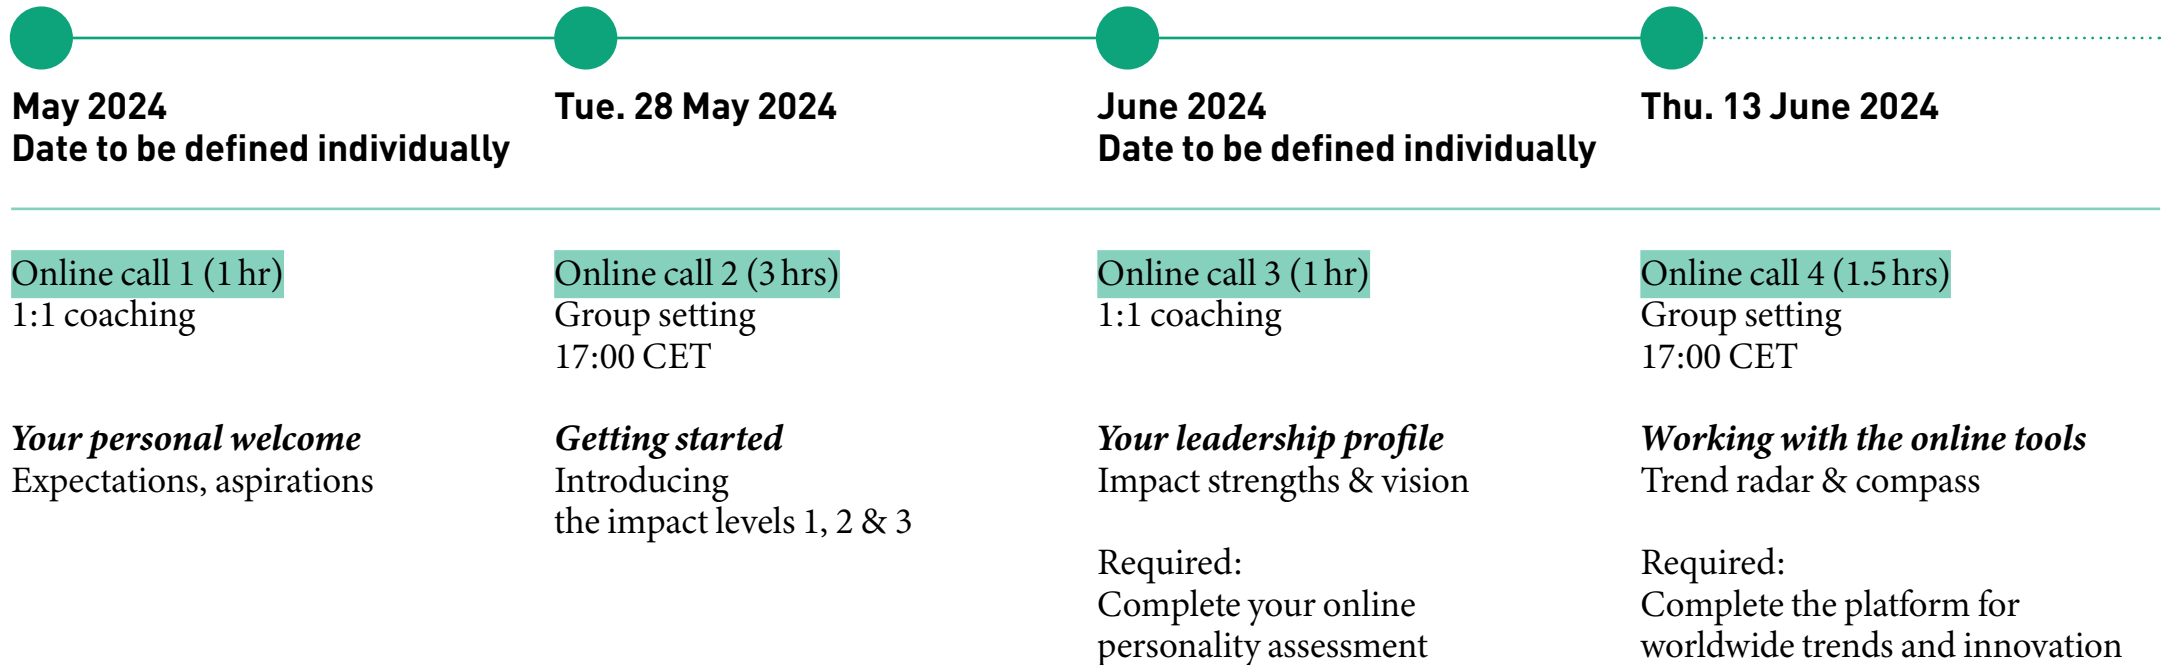 May 2024
Date to be defined individually
Online call 1 (1 hr)
1:1 coaching
Your personal welcome
Expectations, aspirations
Tue. 28 May 2024
Online call 2 (3 hrs)
Group setting
17:00 CET
Getting started
Introducing
the impact levels 1, 2 & 3
June 2024
Date to be defined individually
Online call 3 (1 hr)
1:1 coaching
Your leadership profile
Impact strengths & vision
Required:
Complete your online
personality assessment
Thu. 13 June 2024
Online call 4 (1.5 hrs)
Group setting
17:00 CET
Working with the online tools
Trend radar & compass
Required:
Complete the platform for
worldwide trends and innovation